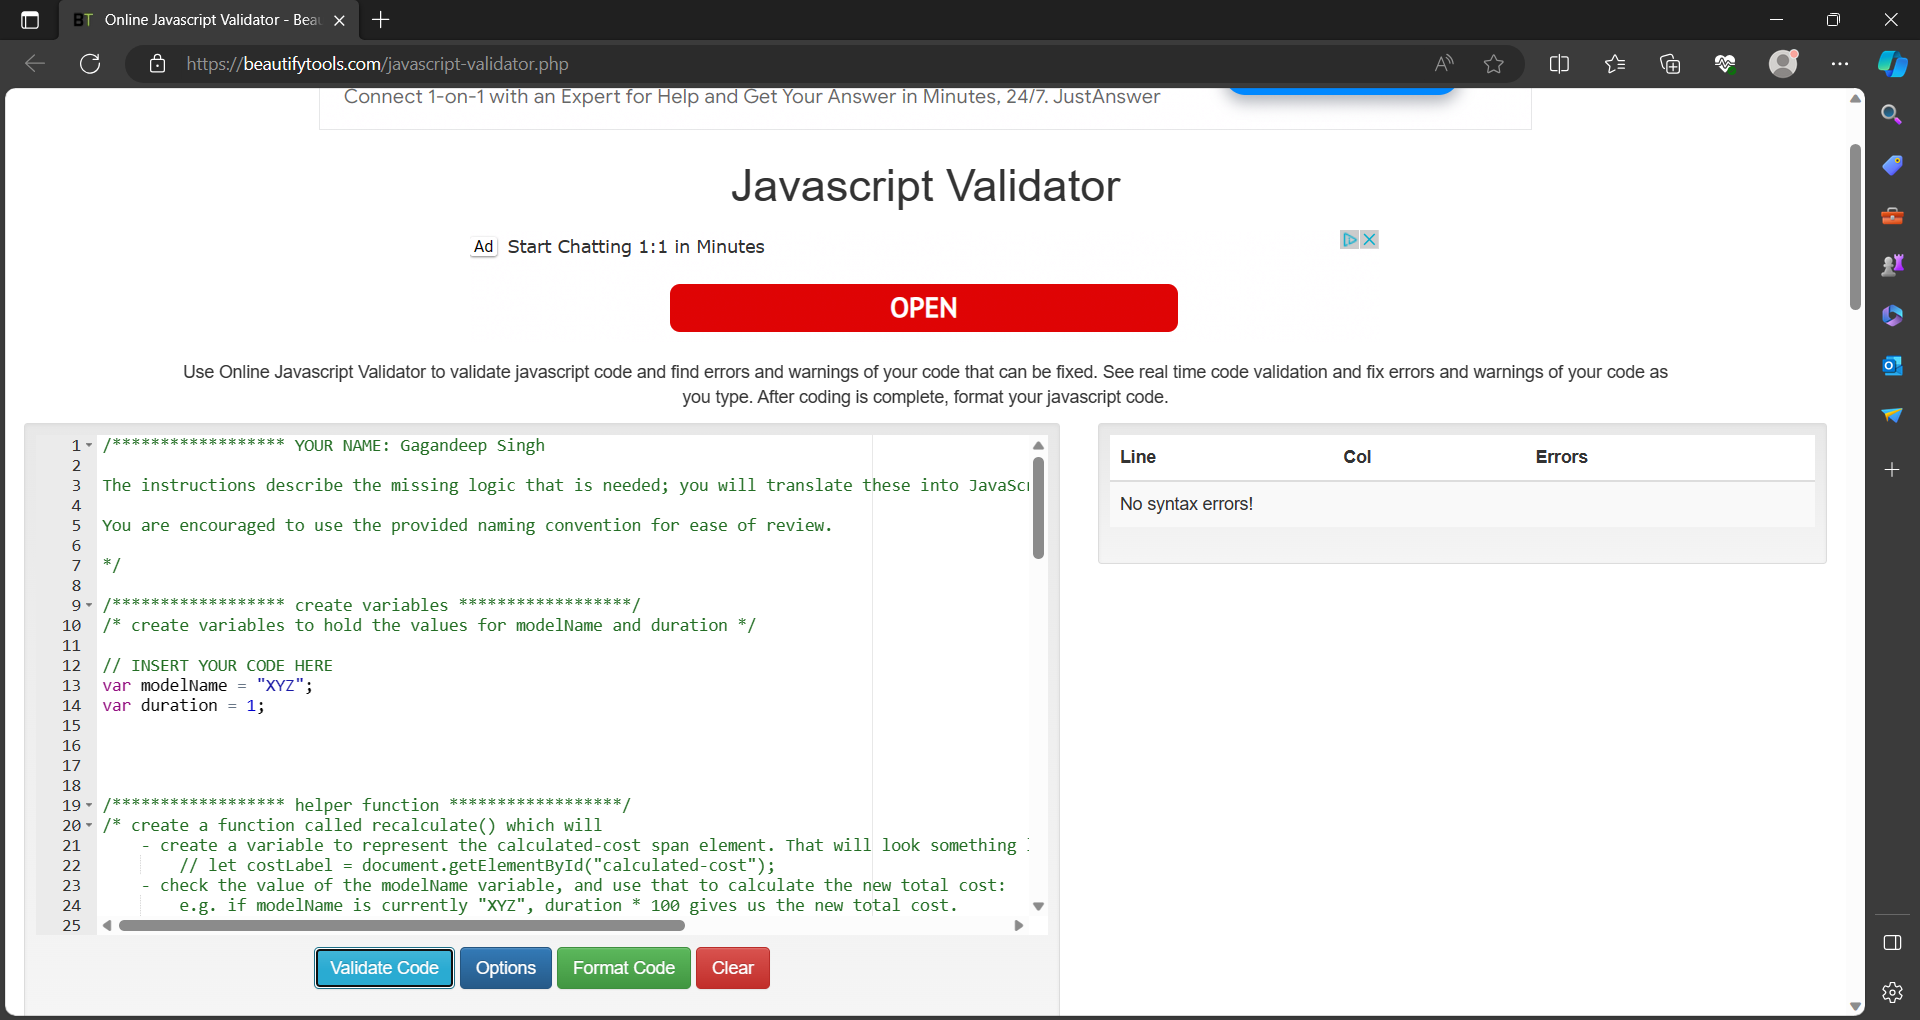 BT Online Javascript Validator - Beau
https://beautifytools.com/javascript-validator.php
Connect 1-on-1 with an Expert for Help and Get Your Answer in Minutes, 24/7. JustAnswer
Javascript Validator
Ad Start Chatting 1:1 in Minutes
OPEN
Use Online Javascript Validator to validate javascript code and find errors and warnings of your code that can be fixed. See real time code validation and fix errors and warnings of your code as
you type. After coding is complete, format your javascript code.
1 /****************** YOUR NAME: Gagandeep Singh
2
3 The instructions describe the missing logic that is needed; you will translate these into JavaScr
4
5 You are encouraged to use the provided naming convention for ease of review.
6
7 */
8
9 /****************** create variables ******************/
10 /* create variables to hold the values for modelName and duration */
11
12 // INSERT YOUR CODE HERE
13 var modelName = "XYZ";
14 var duration = 1;
15
16
17
18
19 /****************** helper function ******************/
20 /* create a function called recalculate() which will
21 - create a variable to represent the calculated-cost span element. That will look something
22 // let costLabel = document.getElementById("calculated-cost");
23 - check the value of the modelName variable, and use that to calculate the new total cost:
24 e.g. if modelName is currently "XYZ", duration * 100 gives us the new total cost.
25
Line Col Errors
No syntax errors!
Validate Code Options Format Code Clear